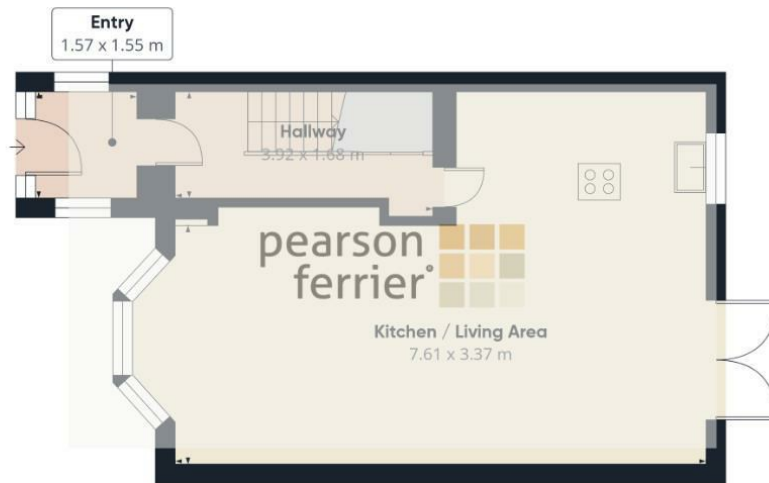 Entry
1.57 x 1.55 m
Hallway
3.92 x 1.68 m
pearson
ferrier
Kitchen / Living Area
7.61 x 3.37 m